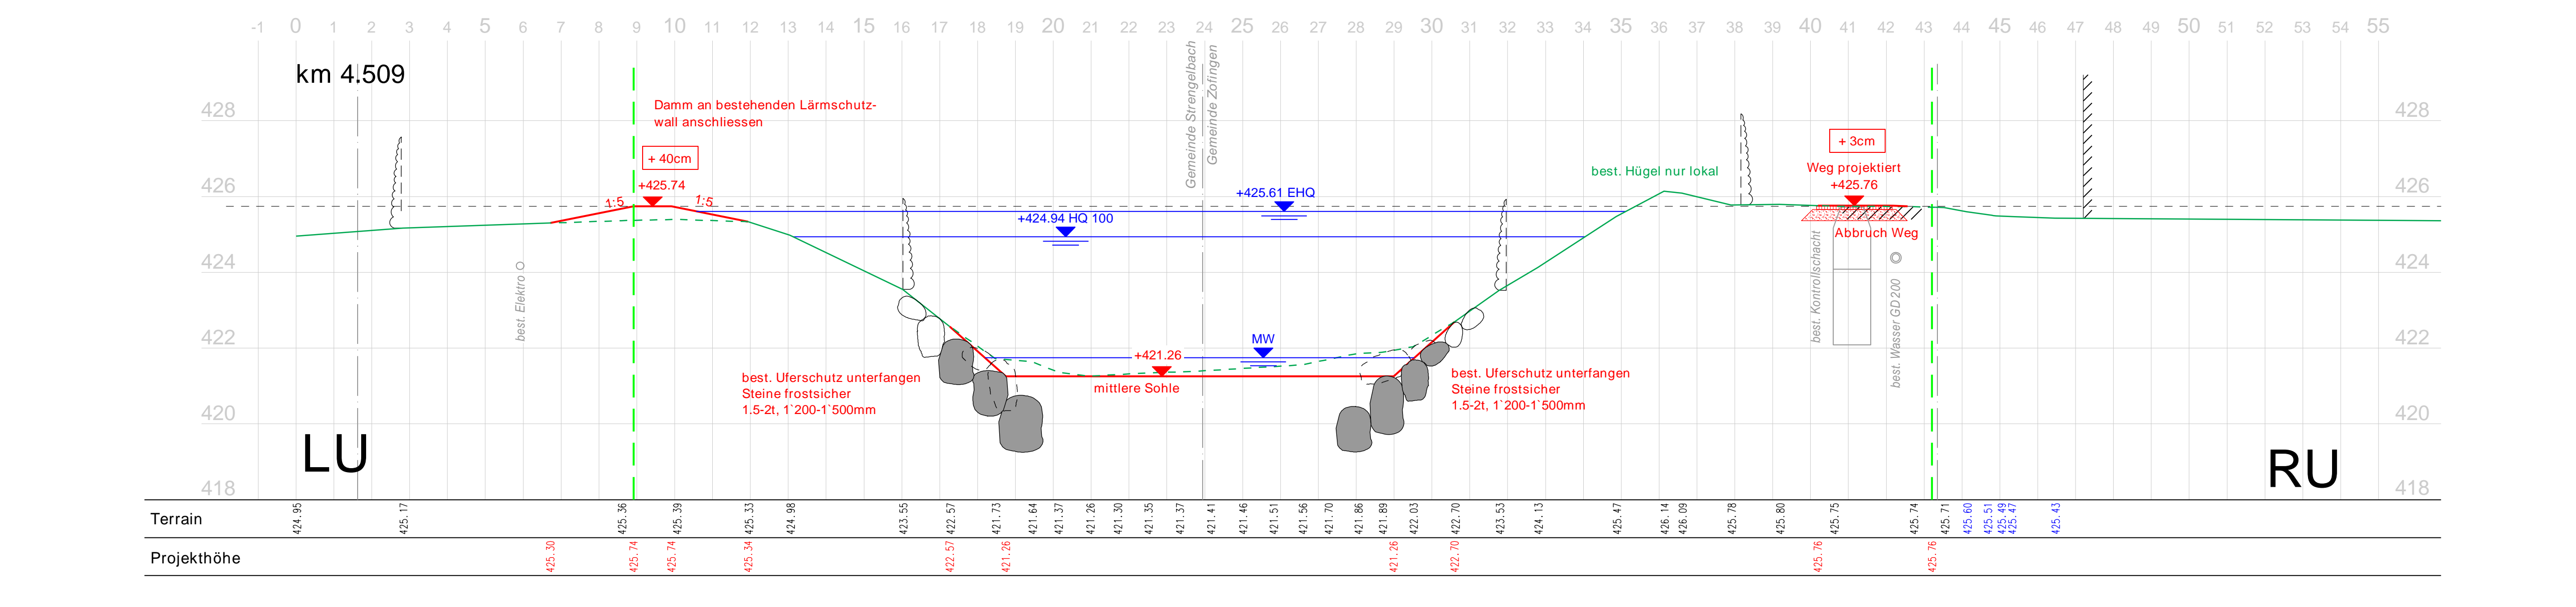 -1 0 1 2 3 4 5 6 7 8 9 10 11 12 13 14 15 16 17 18 19 20 21 22 23 24 25 26 27 28 29 30 31 32 33 34 35 36 37 38 39 40 41 42 43 44 45 46 47 48 49 50 51 52 53 54 55
km 4.509
Gemeinde Strengelbach
Gemeinde Zofingen
Damm an bestehenden Lärmschutz-
wall anschliessen
428 428
+ 3cm
+ 40cm
best. Hügel nur lokal
Weg projektiert
+425.74
+425.76
426 426
+425.61 EHQ
1:5 1:5
+424.94 HQ 100
Abbruch Weg
424 424
best. Elektro
best. Kontrollschacht
best. Wasser GD 200
422 422
MW
+421.26
mittlere Sohle
best. Uferschutz unterfangen
Steine frostsicher
1.5-2t, 1`200-1`500mm
best. Uferschutz unterfangen
Steine frostsicher
1.5-2t, 1`200-1`500mm
420 420
LU RU
418 418
Terrain 424.95 425.17 425.36 425.39 425.33 424.98 423.55 422.57 421.73 421.64 421.37 421.26 421.30 421.35 421.37 421.41 421.46 421.51 421.56 421.70 421.86 421.89 422.03 422.70 423.53 424.13 425.47 426.14 426.09 425.78 425.80 425.75 425.74 425.71 425.60 425.51 425.49 425.47 425.43
Projekthöhe 425.30 425.74 425.74 425.34 422.57 421.26 421.26 422.70 425.76 425.76